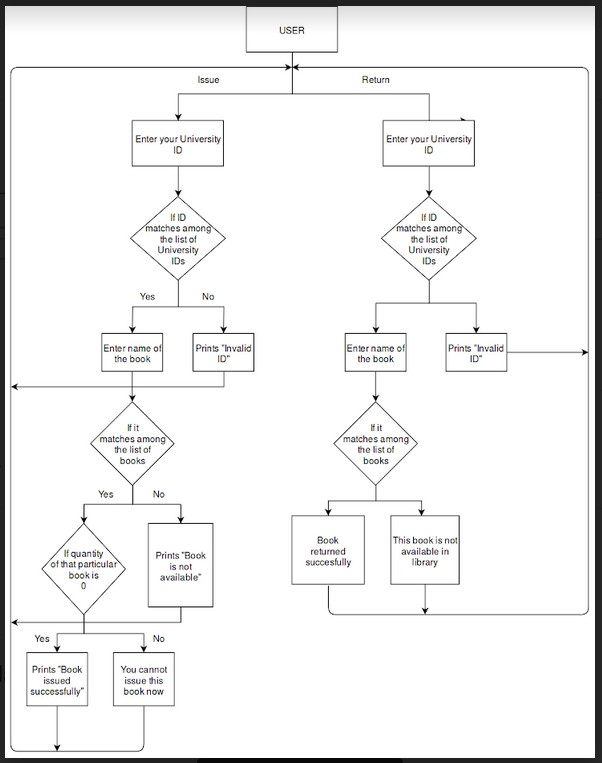 USER
Issue
Return
Enter your University
ID
Enter your University
ID
If ID
matches among
the list of
University
IDs
If ID
matches among
the list of
University
IDs
Yes
No
Enter name of
the book
Prints "Invalid
ID"
Enter name of
the book
Prints "Invalid
ID"
If it
matches among
the list of
books
If it
matches among
the list of
books
Yes
No
If quantity
of that particular
book is
0
Prints "Book
is not
available"
Book
returned
succesfully
This book is not
available in
library
Yes
No
Prints "Book
issued
successfully"
You cannot
issue this
book now